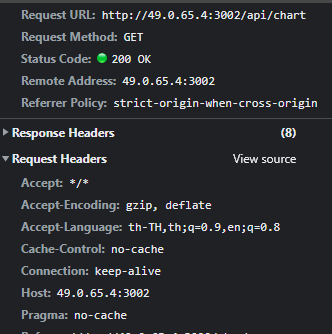 Request URL: http://49.0.65.4:3002/api/chart
Request Method: GET
Status Code: 200 OK
Remote Address: 49.0.65.4:3002
Referrer Policy: strict-origin-when-cross-origin
Response Headers (8)
Request Headers View source
Accept: */*
Accept-Encoding: gzip, deflate
Accept-Language: th-TH,th;q=0.9,en;q=0.8
Cache-Control: no-cache
Connection: keep-alive
Host: 49.0.65.4:3002
Pragma: no-cache